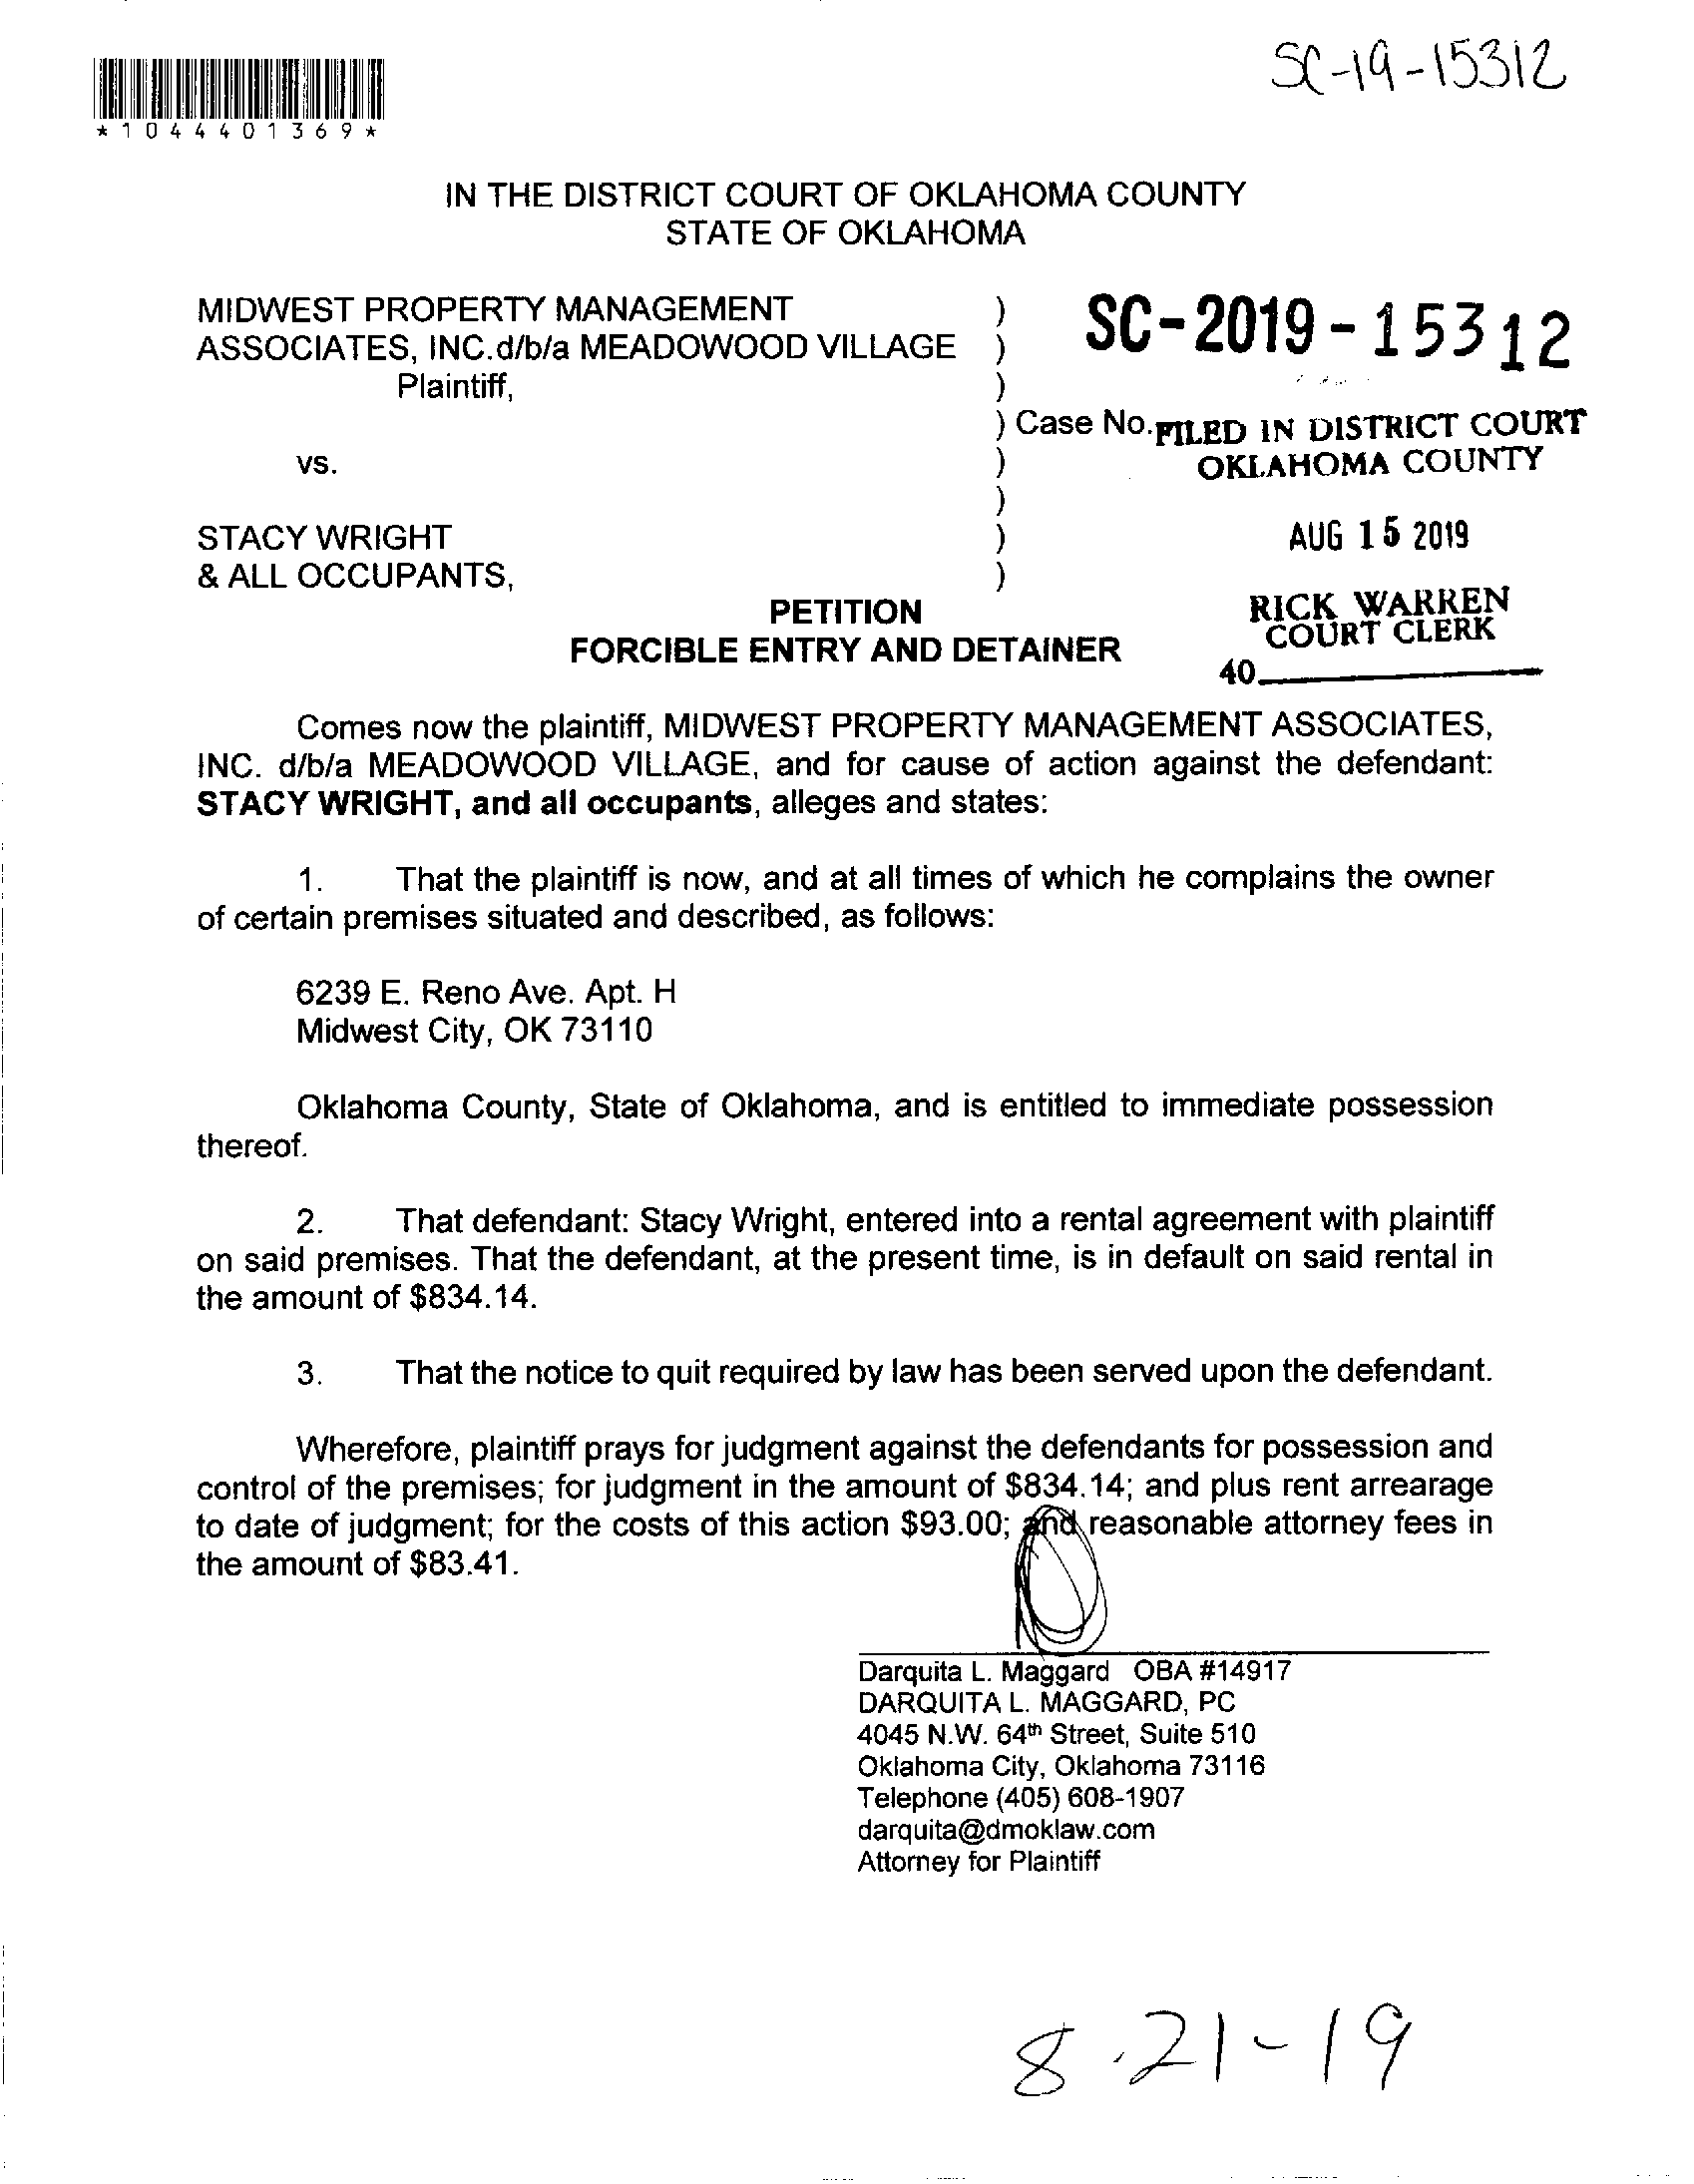 SC-19-15312
*1044401369*
IN THE DISTRICT COURT OF OKLAHOMA COUNTY
STATE OF OKLAHOMA
MIDWEST PROPERTY MANAGEMENT )
ASSOCIATES, INC.d/b/a MEADOWOOD VILLAGE )
Plaintiff, )
SC-2019-15312
) Case No.
FILED IN DISTRICT COURT
OKLAHOMA COUNTY
vs. )
)
AUG 15 2019
STACY WRIGHT )
& ALL OCCUPANTS, )
RICK WARREN
COURT CLERK
40
PETITION
FORCIBLE ENTRY AND DETAINER
Comes now the plaintiff, MIDWEST PROPERTY MANAGEMENT ASSOCIATES,
INC. d/b/a MEADOWOOD VILLAGE, and for cause of action against the defendant:
STACY WRIGHT, and all occupants, alleges and states:
1. That the plaintiff is now, and at all times of which he complains the owner
of certain premises situated and described, as follows:
6239 E. Reno Ave. Apt. H
Midwest City, OK 73110
Oklahoma County, State of Oklahoma, and is entitled to immediate possession
thereof.
2. That defendant: Stacy Wright, entered into a rental agreement with plaintiff
on said premises. That the defendant, at the present time, is in default on said rental in
the amount of $834.14.
3. That the notice to quit required by law has been served upon the defendant.
Wherefore, plaintiff prays for judgment against the defendants for possession and
control of the premises; for judgment in the amount of $834.14; and plus rent arrearage
to date of judgment; for the costs of this action $93.00; and reasonable attorney fees in
the amount of $83.41.
Darquita L. Maggard OBA #14917
DARQUITA L. MAGGARD, PC
4045 N.W. 64th Street, Suite 510
Oklahoma City, Oklahoma 73116
Telephone (405) 608-1907
darquita@dmoklaw.com
Attorney for Plaintiff
8-21-19